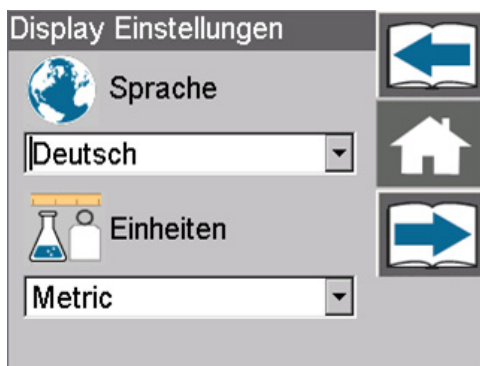 Display Einstellungen
Sprache
Deutsch
Einheiten
Metric